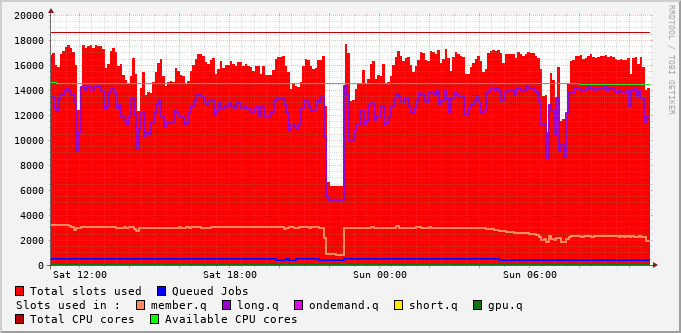 20000
18000
16000
14000
12000
10000
8000
6000
4000
2000
0
Sat 12:00 Sat 18:00 Sun 00:00 Sun 06:00
Total slots used Queued Jobs
Slots used in : member.q long.q ondemand.q short.q gpu.q
Total CPU cores Available CPU cores
RRDTOOL / TOBI OETIKER